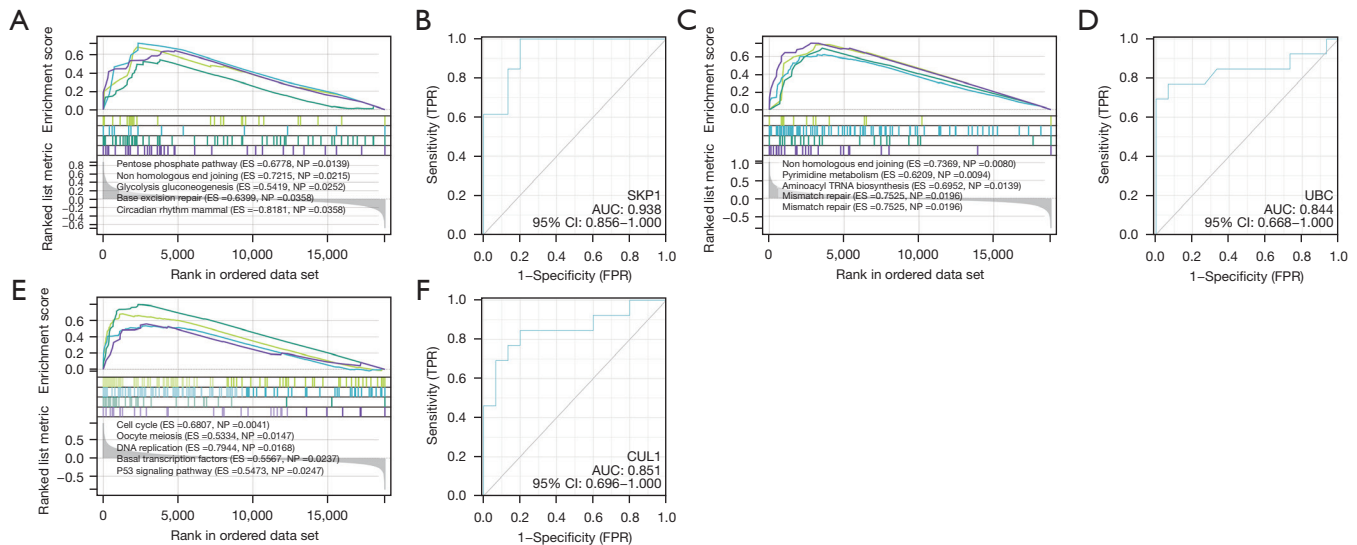 A
Enrichment score
0.6
0.4
0.2
0.0
Ranked list metric
0.8
0.6
0.4
0.2
0.0
−0.2
−0.4
−0.6
Pentose phosphate pathway (ES =0.6778, NP =0.0139)
Non homologous end joining (ES =0.7215, NP =0.0215)
Glycolysis gluconeogenesis (ES =0.5419, NP =0.0252)
Base excision repair (ES =0.6399, NP =0.0358)
Circadian rhythm mammal (ES =−0.8181, NP =0.0358)
0 5,000 10,000 15,000
Rank in ordered data set
B
Sensitivity (TPR)
1.0
0.8
0.6
0.4
0.2
0.0
SKP1
AUC: 0.938
95% CI: 0.856−1.000
0.0 0.2 0.4 0.6 0.8 1.0
1−Specificity (FPR)
C
Enrichment score
0.6
0.4
0.2
0.0
Ranked list metric
1.0
0.5
0.0
−0.5
Non homologous end joining (ES =0.7369, NP =0.0080)
Pyrimidine metabolism (ES =0.6209, NP =0.0094)
Aminoacyl TRNA biosynthesis (ES =0.6952, NP =0.0139)
Mismatch repair (ES =0.7525, NP =0.0196)
Mismatch repair (ES =0.7525, NP =0.0196)
0 5,000 10,000 15,000
Rank in ordered data set
D
Sensitivity (TPR)
1.0
0.8
0.6
0.4
0.2
0.0
UBC
AUC: 0.844
95% CI: 0.668−1.000
0.0 0.2 0.4 0.6 0.8 1.0
1−Specificity (FPR)
E
Enrichment score
0.6
0.4
0.2
0.0
Ranked list metric
0.5
0.0
−0.5
Cell cycle (ES =0.6807, NP =0.0041)
Oocyte meiosis (ES =0.5334, NP =0.0147)
DNA replication (ES =0.7944, NP =0.0168)
Basal transcription factors (ES =0.5567, NP =0.0237)
P53 signaling pathway (ES =0.5473, NP =0.0247)
0 5,000 10,000 15,000
Rank in ordered data set
F
Sensitivity (TPR)
1.0
0.8
0.6
0.4
0.2
0.0
CUL1
AUC: 0.851
95% CI: 0.696−1.000
0.0 0.2 0.4 0.6 0.8 1.0
1−Specificity (FPR)